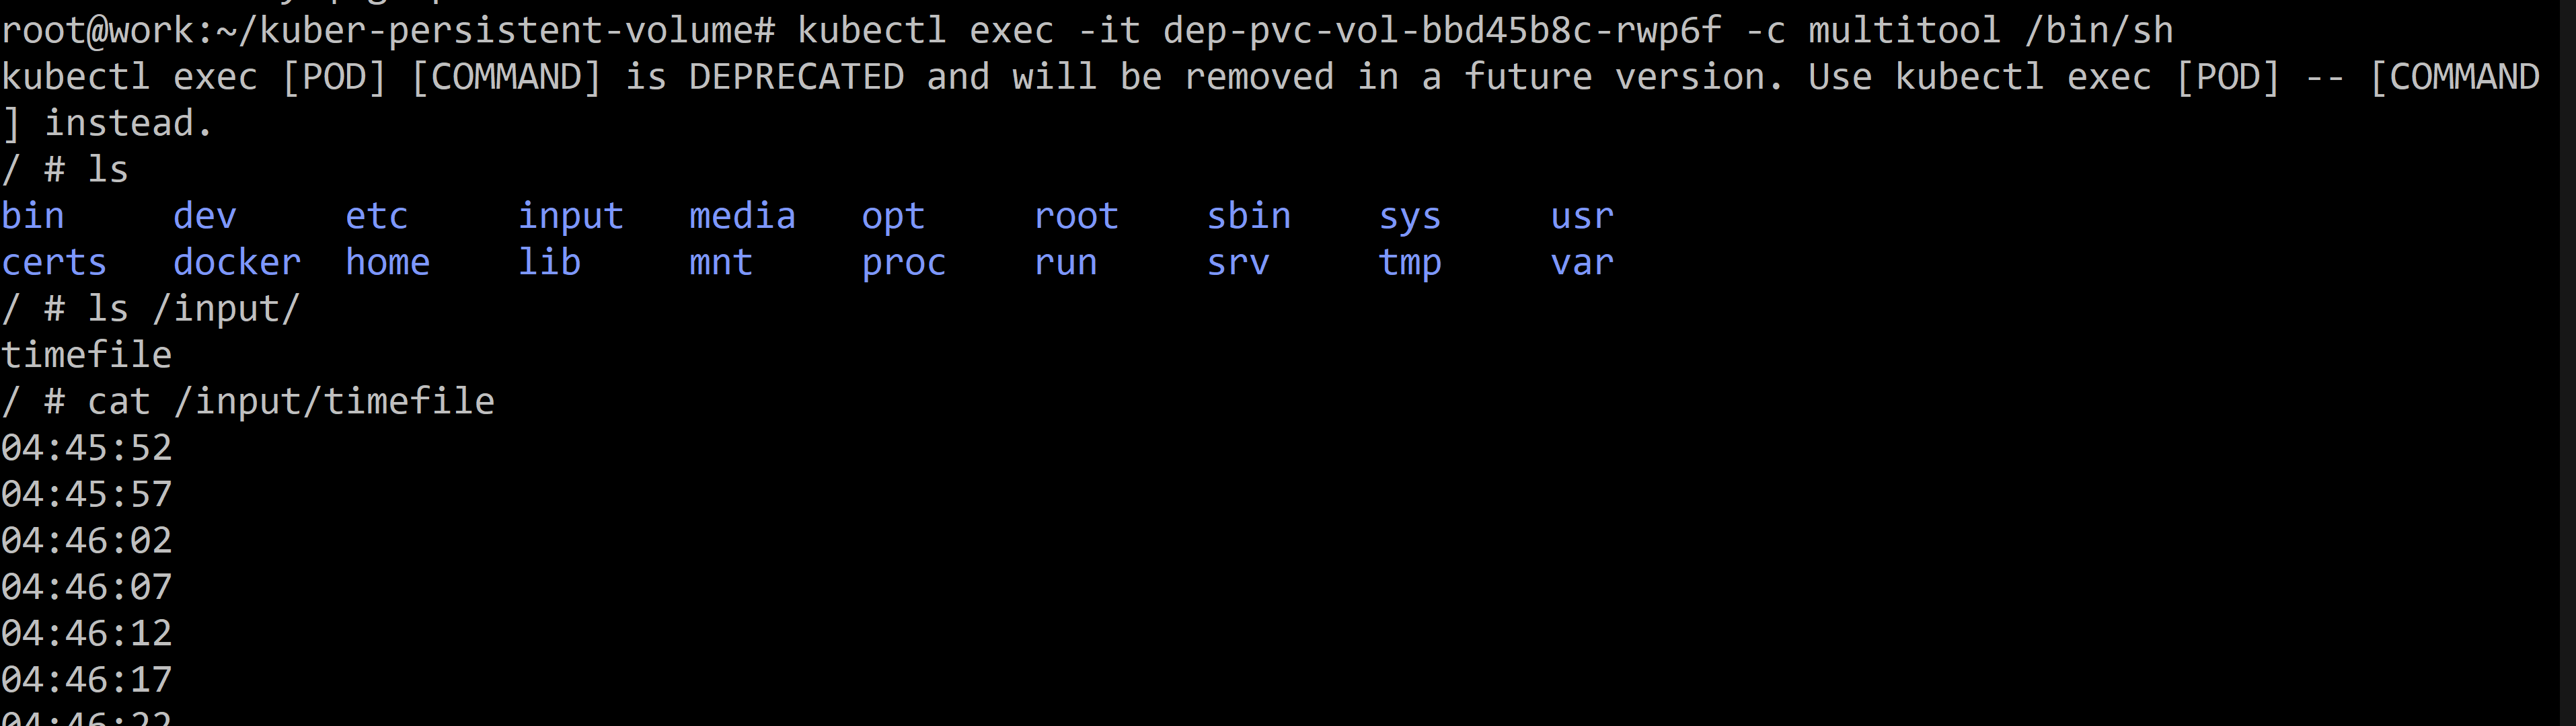 root@work:~/kuber-persistent-volume# kubectl exec -it dep-pvc-vol-bbd45b8c-rwp6f -c multitool /bin/sh
kubectl exec [POD] [COMMAND] is DEPRECATED and will be removed in a future version. Use kubectl exec [POD] -- [COMMAND
] instead.
/ # ls
bin     dev     etc     input   media   opt     root    sbin    sys     usr
certs   docker  home    lib     mnt     proc    run     srv     tmp     var
/ # ls /input/
timefile
/ # cat /input/timefile
04:45:52
04:45:57
04:46:02
04:46:07
04:46:12
04:46:17
04:46:22